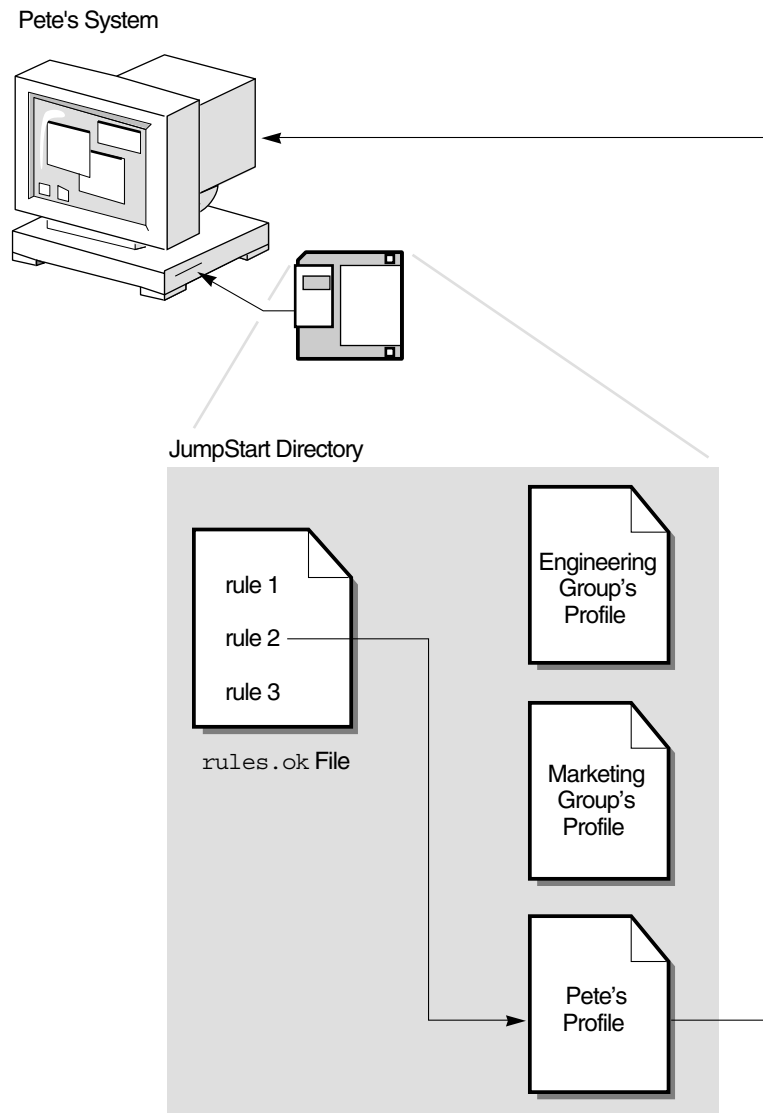 Pete's System
JumpStart Directory
rule 1
rule 2
rule 3
rules.ok File
Engineering
Group's
Profile
Marketing
Group's
Profile
Pete's
Profile